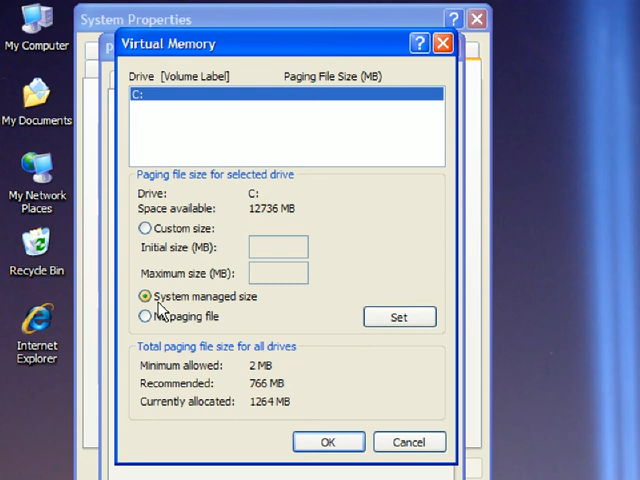 System Properties
My Computer
Virtual Memory
Drive [Volume Label]
Paging File Size (MB)
C:
My Documents
Paging file size for selected drive
Drive:
C:
Space available:
12736 MB
My Network
Places
Custom size:
Initial size (MB):
Maximum size (MB):
Recycle Bin
System managed size
paging file
Set
Internet
Explorer
Total paging file size for all drives
Minimum allowed:
2 MB
Recommended:
766 MB
Currently allocated:
1264 MB
OK
Cancel